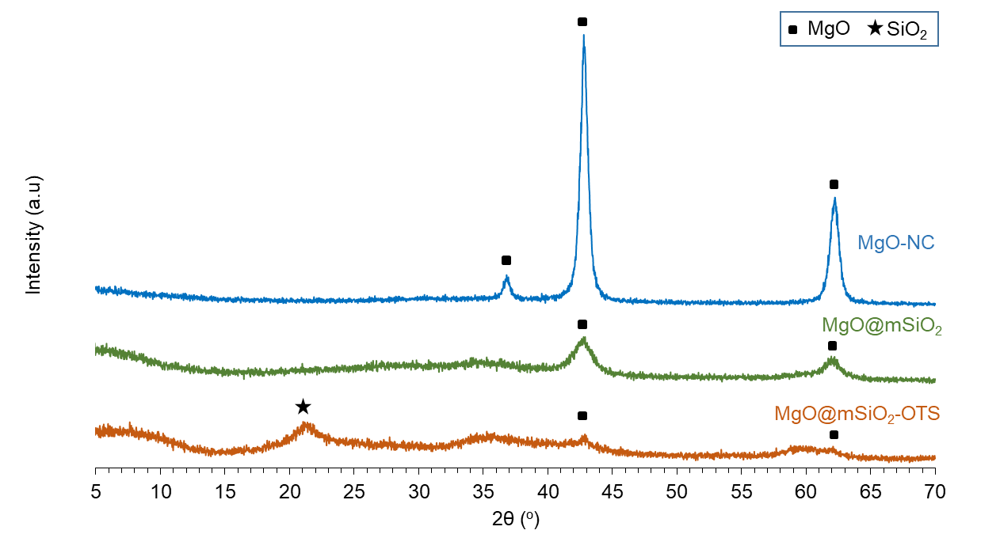 ■ MgO ★ SiO₂
Intensity (a.u)
MgO-NC
MgO@mSiO₂
MgO@mSiO₂-OTS
5 10 15 20 25 30 35 40 45 50 55 60 65 70
2θ (º)